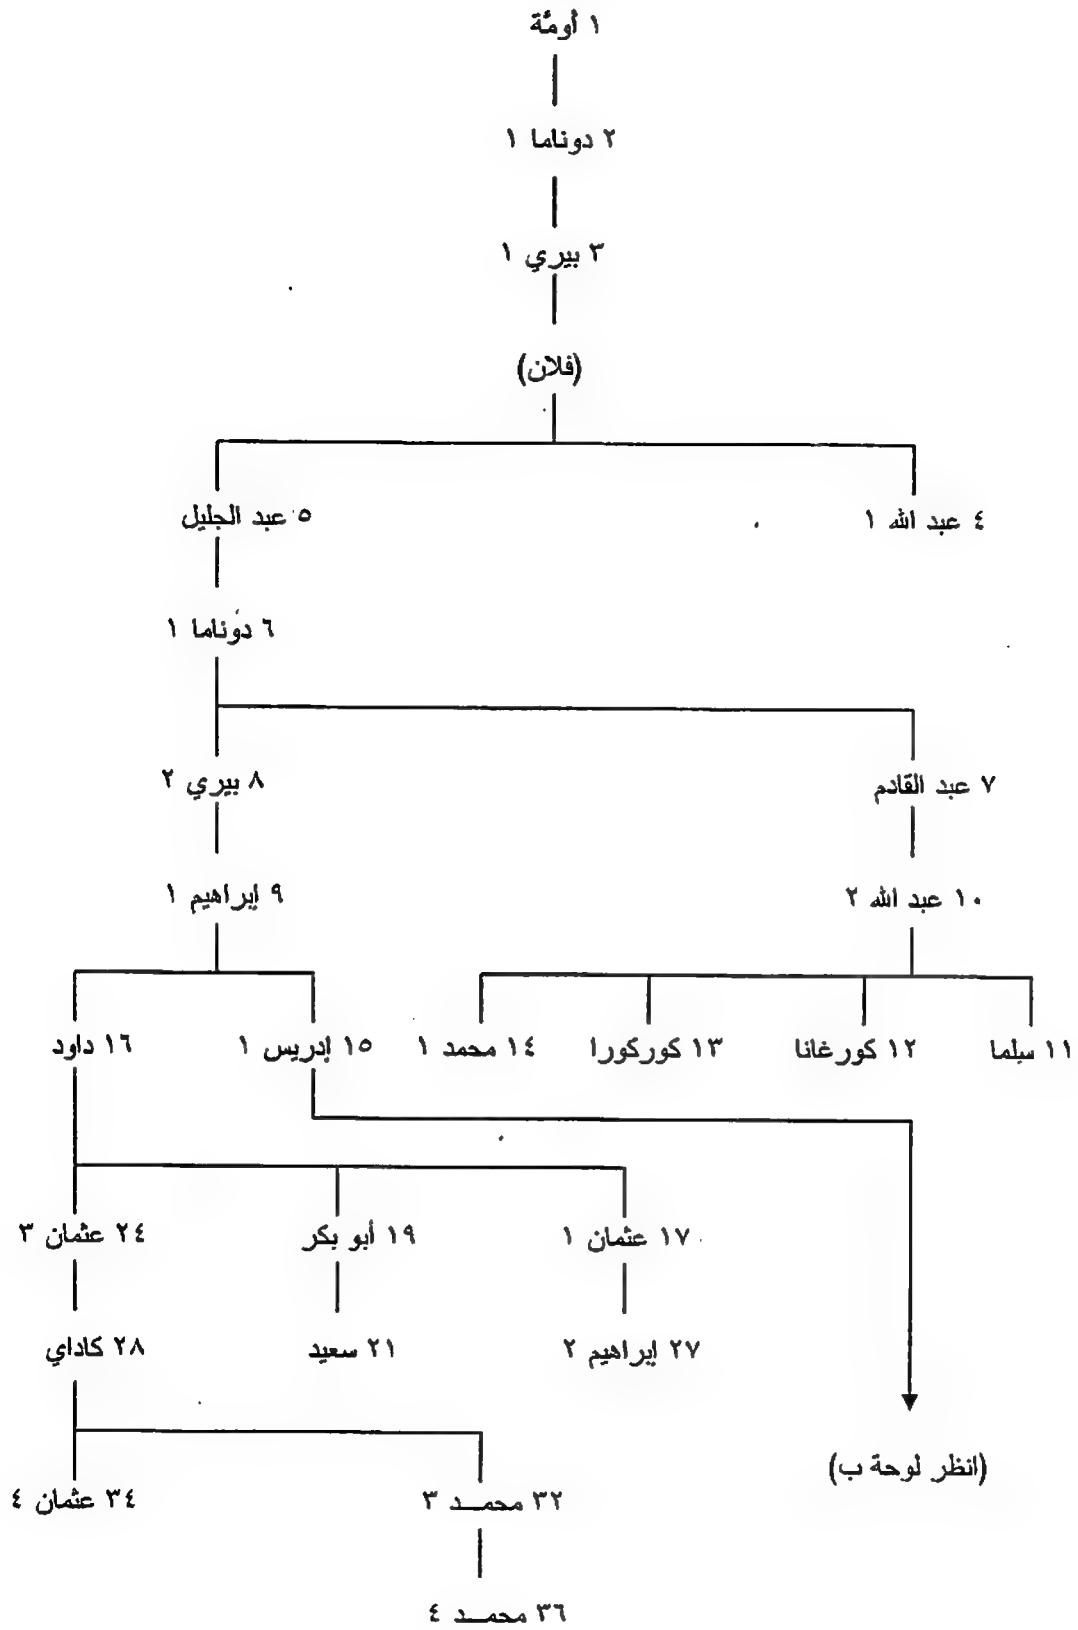 ١ أومّة
٢ دوناما ١
٣ بيري ١
(فلان)
٤ عبد الله ١
٥ عبد الجليل
٦ دوناما ١
٧ عبد القادم
٨ بيري ٢
٩ إبراهيم ١
١٠ عبد الله ٢
١١ سيلما
١٢ كورغانا
١٣ كوركورا
١٤ محمد ١
١٥ إدريس ١
١٦ داود
١٧ عثمان ١
١٩ أبو بكر
٢٤ عثمان ٣
٢٧ إبراهيم ٢
٢١ سعيد
٢٨ كاداي
(انظر لوحة ب)
٣٢ محمـــد ٣
٣٤ عثمان ٤
٣٦ محمـــد ٤